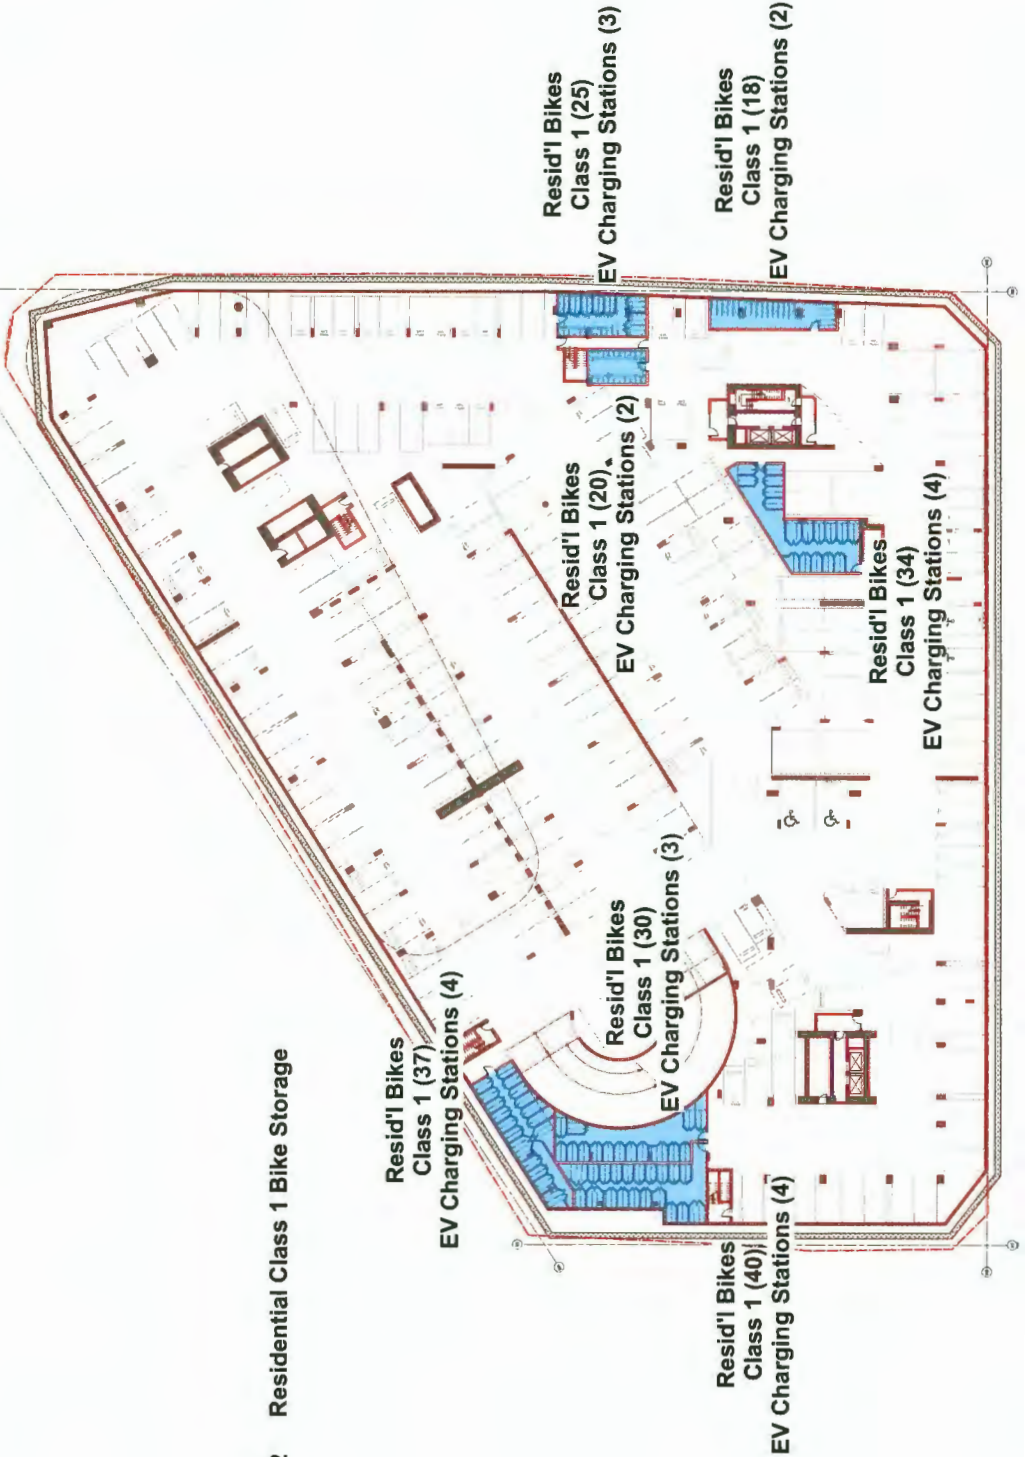 Resid'l Bikes
Class 1 (25)
EV Charging Stations (3)
Resid'l Bikes
Class 1 (18)
EV Charging Stations (2)
Resid'l Bikes
Class 1 (20)
EV Charging Stations (2)
Resid'l Bikes
Class 1 (34)
EV Charging Stations (4)
Resid'l Bikes
Class 1 (30)
EV Charging Stations (3)
Resid'l Bikes
Class 1 (37)
EV Charging Stations (4)
Resid'l Bikes
Class 1 (40)
EV Charging Stations (4)
Residential Class 1 Bike Storage